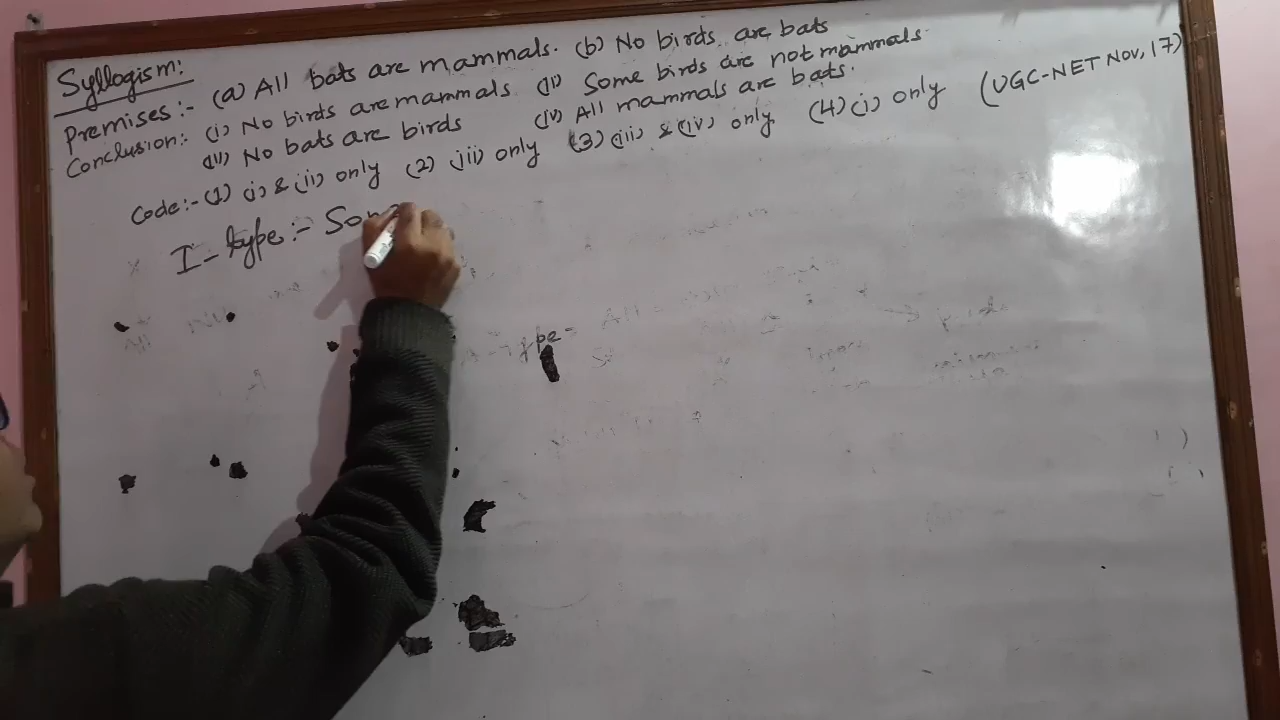 Syllogism:
Premises:- (a) All bats are mammals. (b) No birds are bats
Conclusion: (i) No birds are mammals (ii) Some birds are not mammals.
(iii) No bats are birds (iv) All mammals are bats.
Code:- (1) (i) & (ii) only (2) (iii) only (3) (iii) & (iv) only (4) (i) only (UGC-NET Nov, 17)
I - type :- Som
type